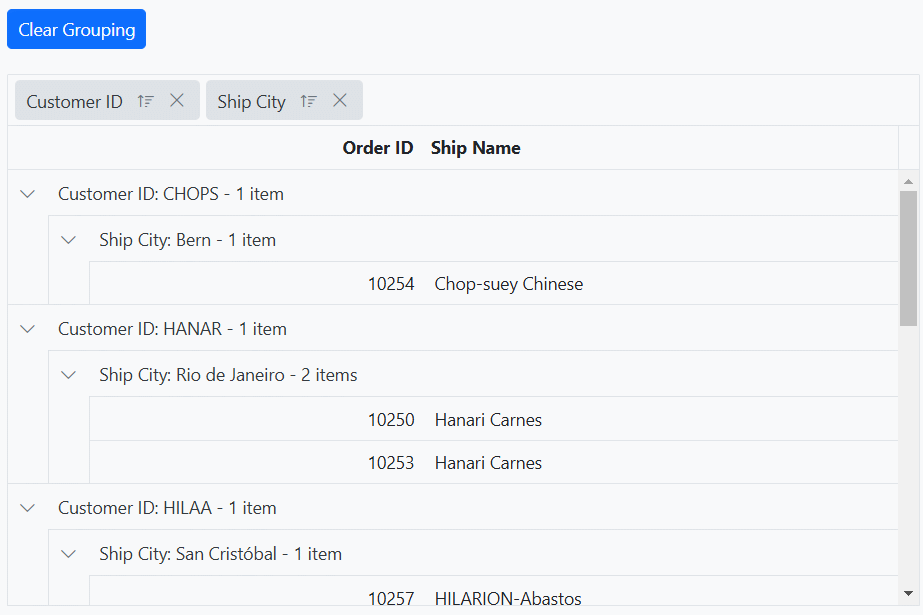 Clear Grouping
Customer ID Ship City
Order ID Ship Name
Customer ID: CHOPS - 1 item
Ship City: Bern - 1 item
10254 Chop-suey Chinese
Customer ID: HANAR - 1 item
Ship City: Rio de Janeiro - 2 items
10250 Hanari Carnes
10253 Hanari Carnes
Customer ID: HILAA - 1 item
Ship City: San Cristóbal - 1 item
10257 HILARION-Abastos